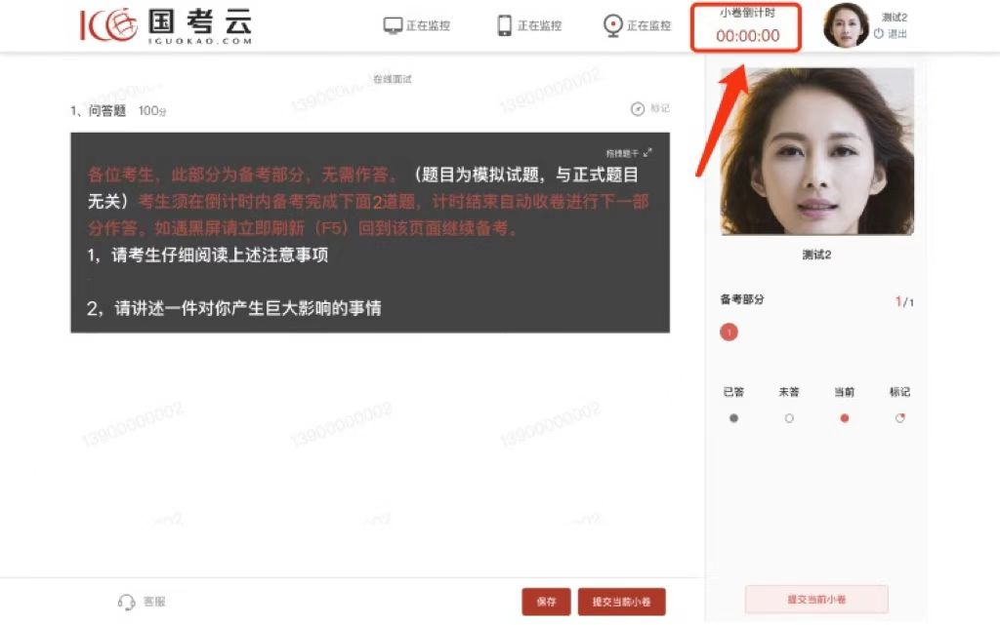 国考云
IGUOKAO.COM
正在监控
正在监控
正在监控
小卷倒计时
00:00:00
测试2
退出
在线面试
1、问答题 100分
标记
拖拽题干
各位考生，此部分为备考部分，无需作答。（题目为模拟试题，与正式题目
无关）考生须在倒计时内备考完成下面2道题，计时结束自动收卷进行下一部
分作答。如遇黑屏请立即刷新（F5）回到该页面继续备考。
1，请考生仔细阅读上述注意事项
2，请讲述一件对你产生巨大影响的事情
测试2
备考部分 1/1
1
已答 未答 当前 标记
13900000002
13900000002
13900000002
13900000002
客服
保存
提交当前小卷
提交当前小卷